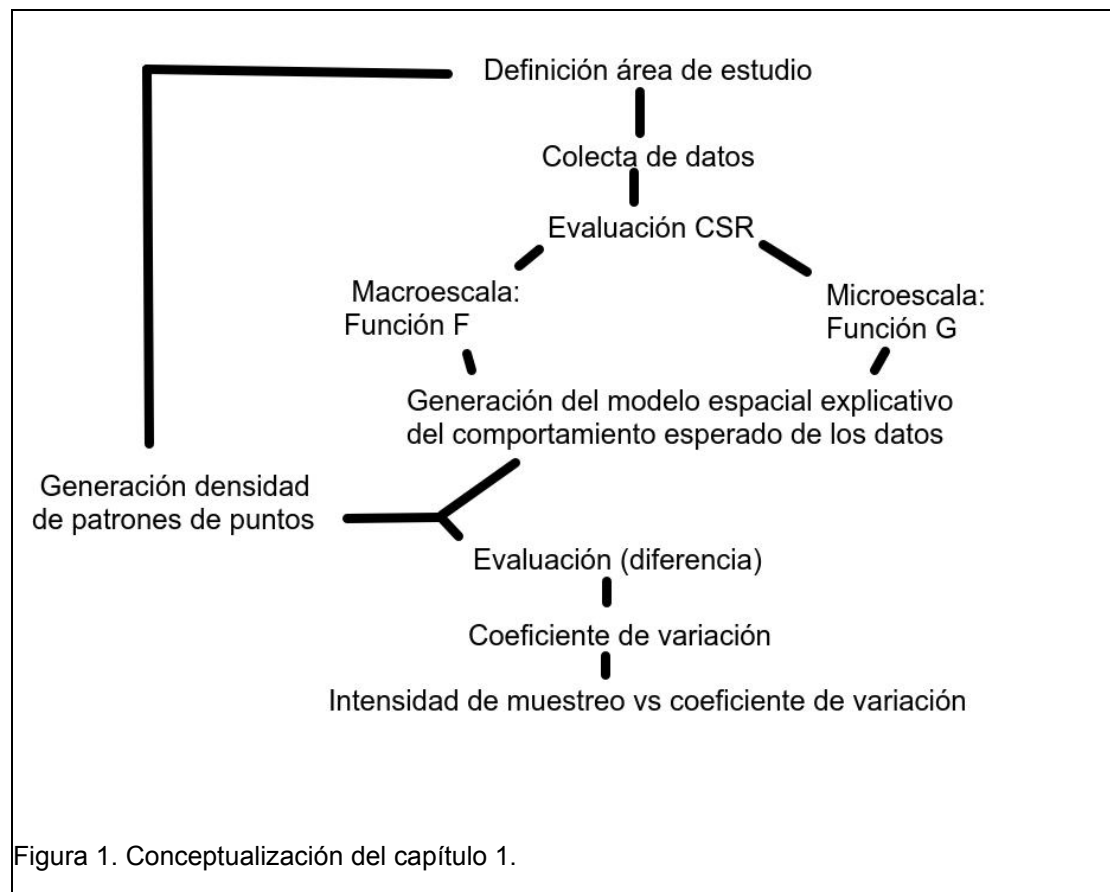 Definición área de estudio
Colecta de datos
Evaluación CSR
Macroescala:
Función F
Microescala:
Función G
Generación del modelo espacial explicativo
del comportamiento esperado de los datos
Generación densidad
de patrones de puntos
Evaluación (diferencia)
Coeficiente de variación
Intensidad de muestreo vs coeficiente de variación
Figura 1. Conceptualización del capítulo 1.